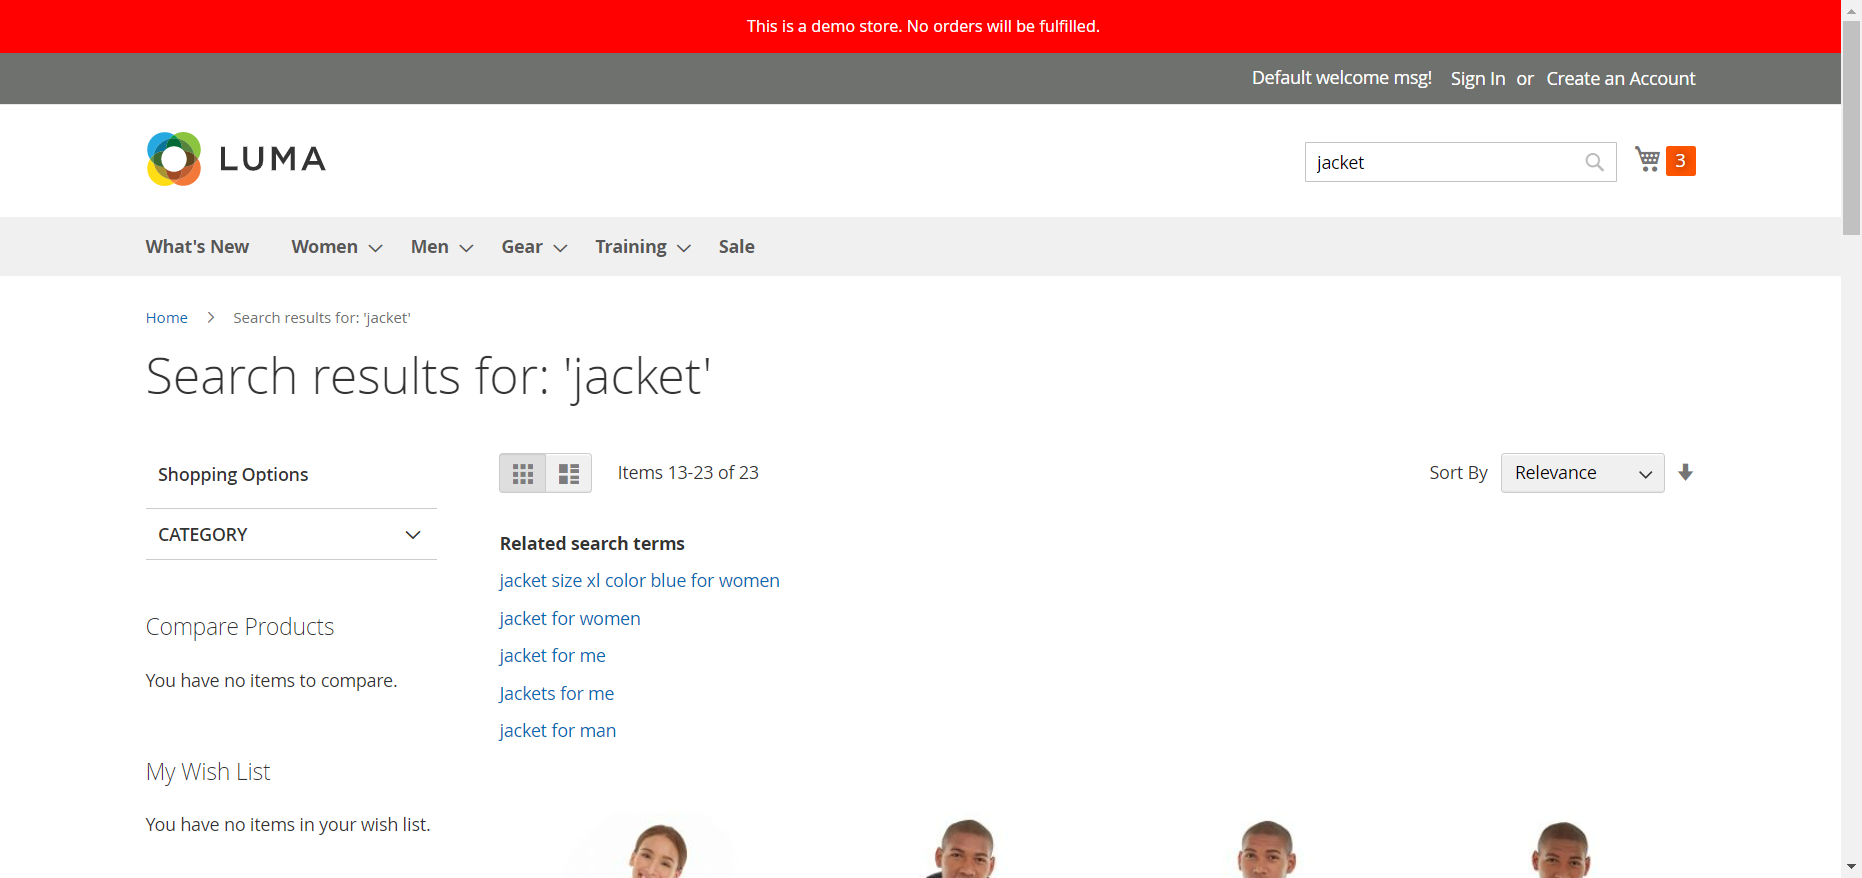 This is a demo store. No orders will be fulfilled.
Default welcome msg! Sign In or Create an Account
LUMA
jacket
3
What's New Women Men Gear Training Sale
Home > Search results for: 'jacket'
Search results for: 'jacket'
Shopping Options
Items 13-23 of 23
Sort By Relevance
CATEGORY
Related search terms
jacket size xl color blue for women
jacket for women
jacket for me
Jackets for me
jacket for man
Compare Products
You have no items to compare.
My Wish List
You have no items in your wish list.